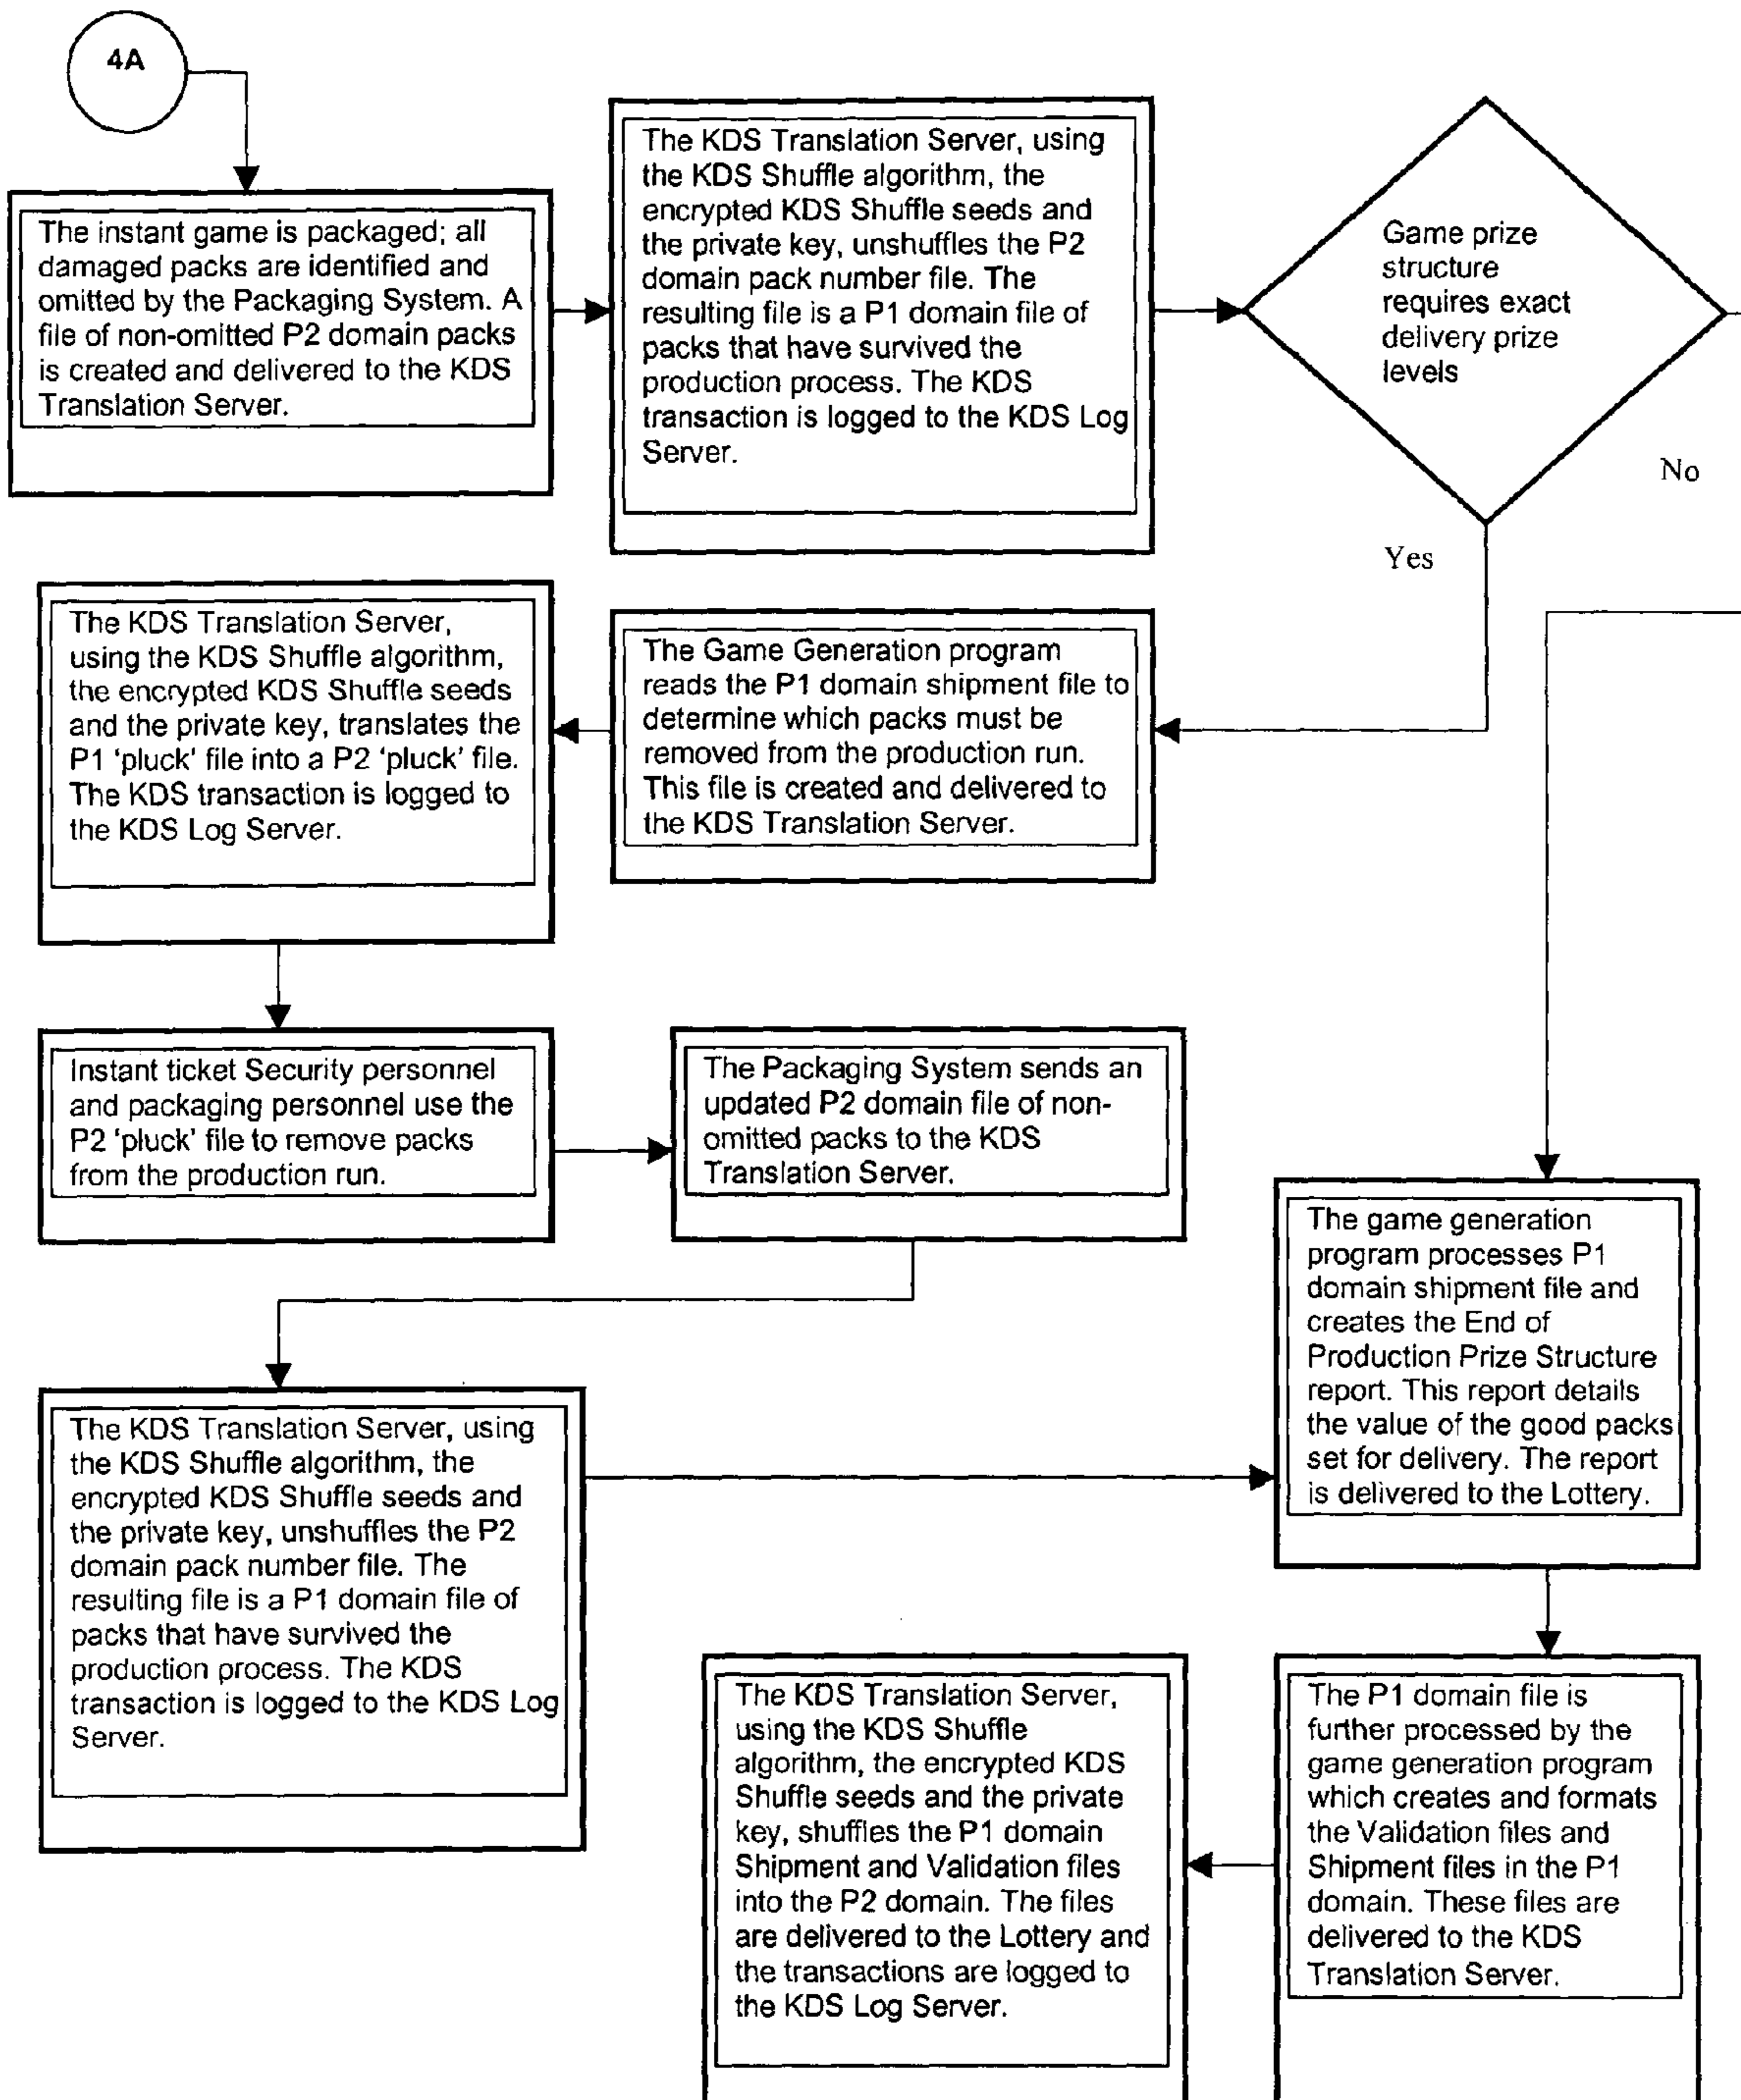 4A
The instant game is packaged; all
damaged packs are identified and
omitted by the Packaging System. A
file of non-omitted P2 domain packs
is created and delivered to the KDS
Translation Server.
The KDS Translation Server, using
the KDS Shuffle algorithm, the
encrypted KDS Shuffle seeds and
the private key, unshuffles the P2
domain pack number file. The
resulting file is a P1 domain file of
packs that have survived the
production process. The KDS
transaction is logged to the KDS Log
Server.
Game prize
structure
requires exact
delivery prize
levels
No
Yes
The Game Generation program
reads the P1 domain shipment file to
determine which packs must be
removed from the production run.
This file is created and delivered to
the KDS Translation Server.
The KDS Translation Server,
using the KDS Shuffle algorithm,
the encrypted KDS Shuffle seeds
and the private key, translates the
P1 ‘pluck’ file into a P2 ‘pluck’ file.
The KDS transaction is logged to
the KDS Log Server.
Instant ticket Security personnel
and packaging personnel use the
P2 ‘pluck’ file to remove packs
from the production run.
The Packaging System sends an
updated P2 domain file of non-
omitted packs to the KDS
Translation Server.
The KDS Translation Server, using
the KDS Shuffle algorithm, the
encrypted KDS Shuffle seeds and
the private key, unshuffles the P2
domain pack number file. The
resulting file is a P1 domain file of
packs that have survived the
production process. The KDS
transaction is logged to the KDS Log
Server.
The game generation
program processes P1
domain shipment file and
creates the End of
Production Prize Structure
report. This report details
the value of the good packs
set for delivery. The report
is delivered to the Lottery.
The P1 domain file is
further processed by the
game generation program
which creates and formats
the Validation files and
Shipment files in the P1
domain. These files are
delivered to the KDS
Translation Server.
The KDS Translation Server,
using the KDS Shuffle
algorithm, the encrypted KDS
Shuffle seeds and the private
key, shuffles the P1 domain
Shipment and Validation files
into the P2 domain. The files
are delivered to the Lottery and
the transactions are logged to
the KDS Log Server.